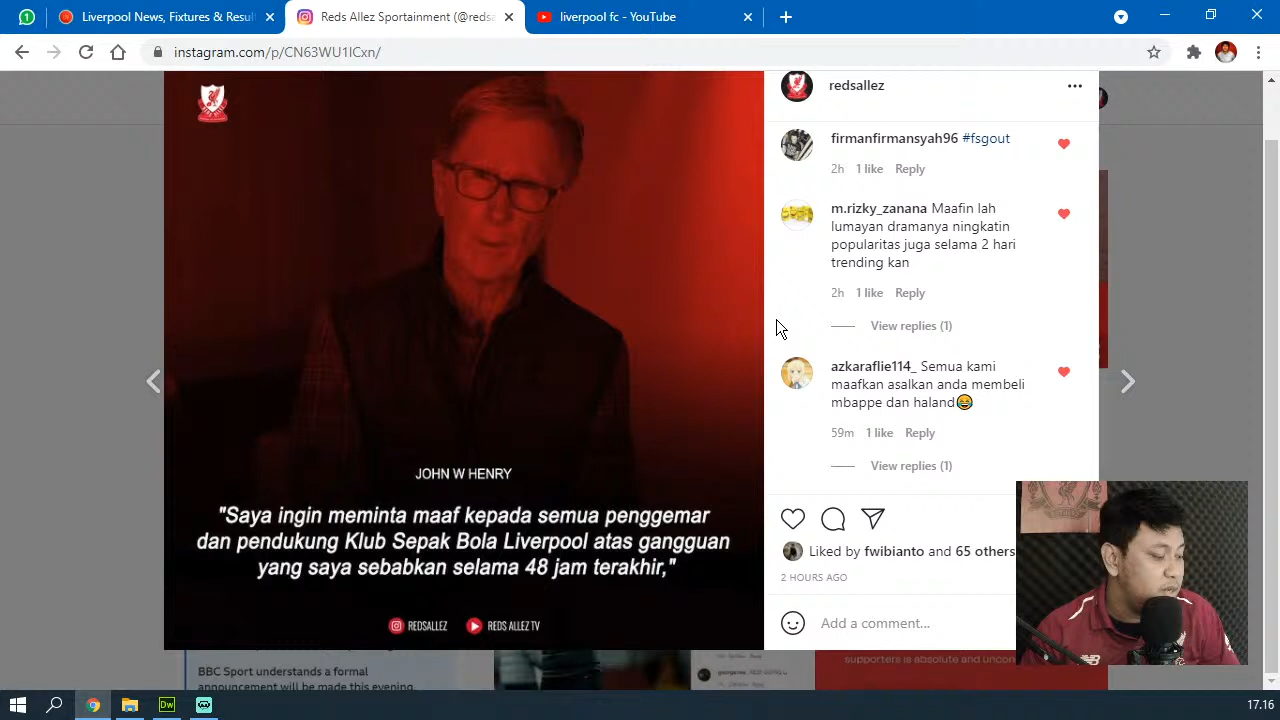 Liverpool News, Fixtures & Resul
Reds Allez Sportainment (@redsa
liverpool fc - YouTube
instagram.com/p/CN63WU1lCxn/
redsallez
firmanfirmansyah96 #fsgout
2h 1 like Reply
m.rizky_zanana Maafin lah
lumayan dramanya ningkatin
popularitas juga selama 2 hari
trending kan
2h 1 like Reply
View replies (1)
azkaraflie114_ Semua kami
maafkan asalkan anda membeli
mbappe dan haland😂
59m 1 like Reply
View replies (1)
Liked by fwibianto and 65 others
2 HOURS AGO
Add a comment...
JOHN W HENRY
"Saya ingin meminta maaf kepada semua penggemar
dan pendukung Klub Sepak Bola Liverpool atas gangguan
yang saya sebabkan selama 48 jam terakhir,"
REDSALLEZ REDS ALLEZ TV
BBC Sport understands a formal
announcement will be made this evening.
supporters is absolute and uncon
Dw
17.16